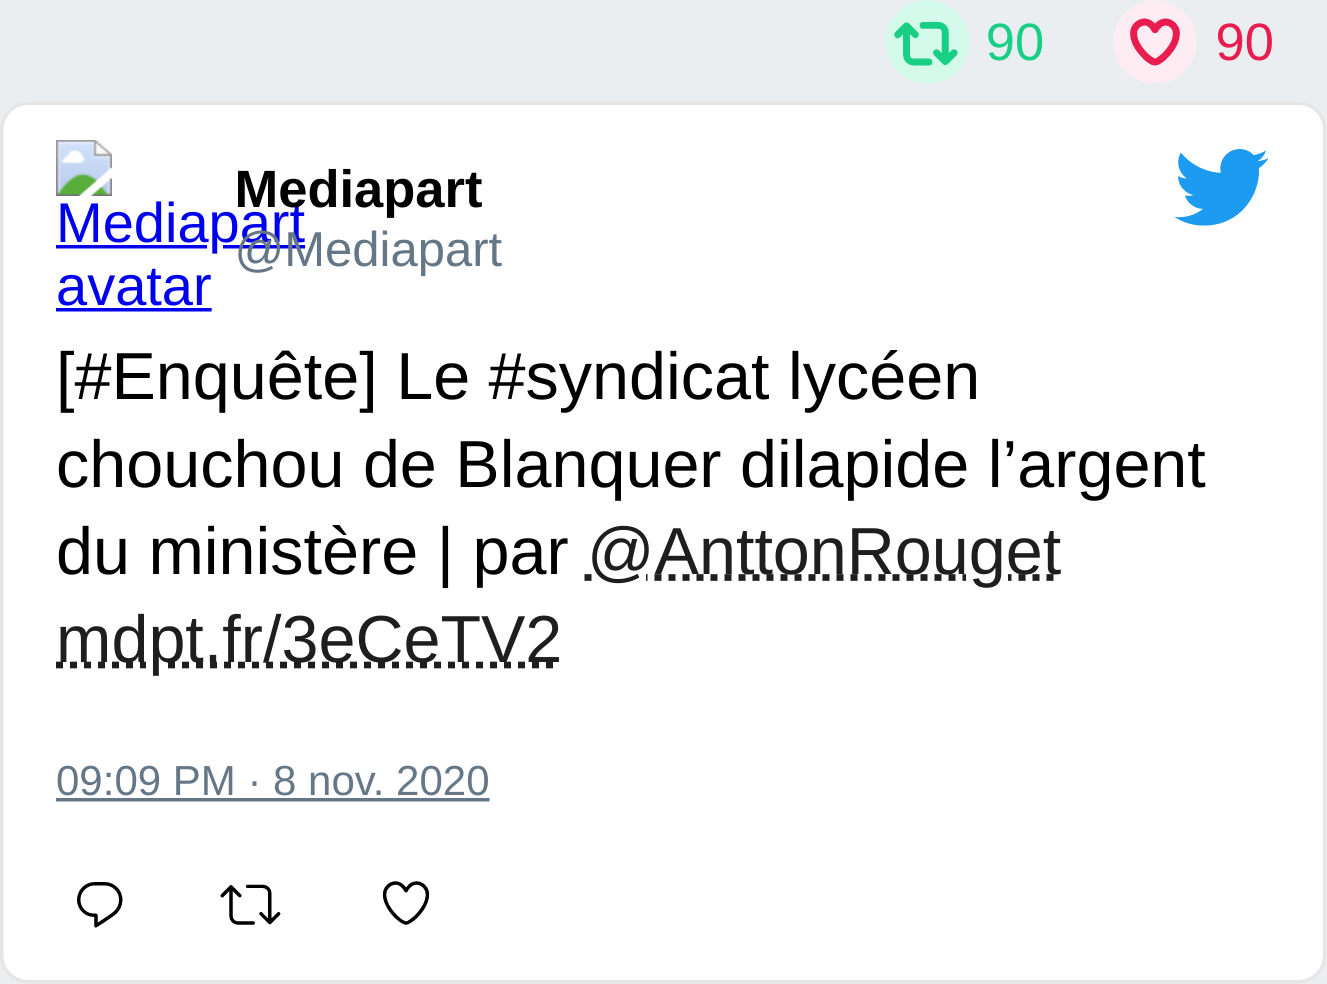 90 90
Mediapart
@Mediapart
Mediapart
avatar
[#Enquête] Le #syndicat lycéen
chouchou de Blanquer dilapide l’argent
du ministère | par @AnttonRouget
mdpt.fr/3eCeTV2
09:09 PM · 8 nov. 2020